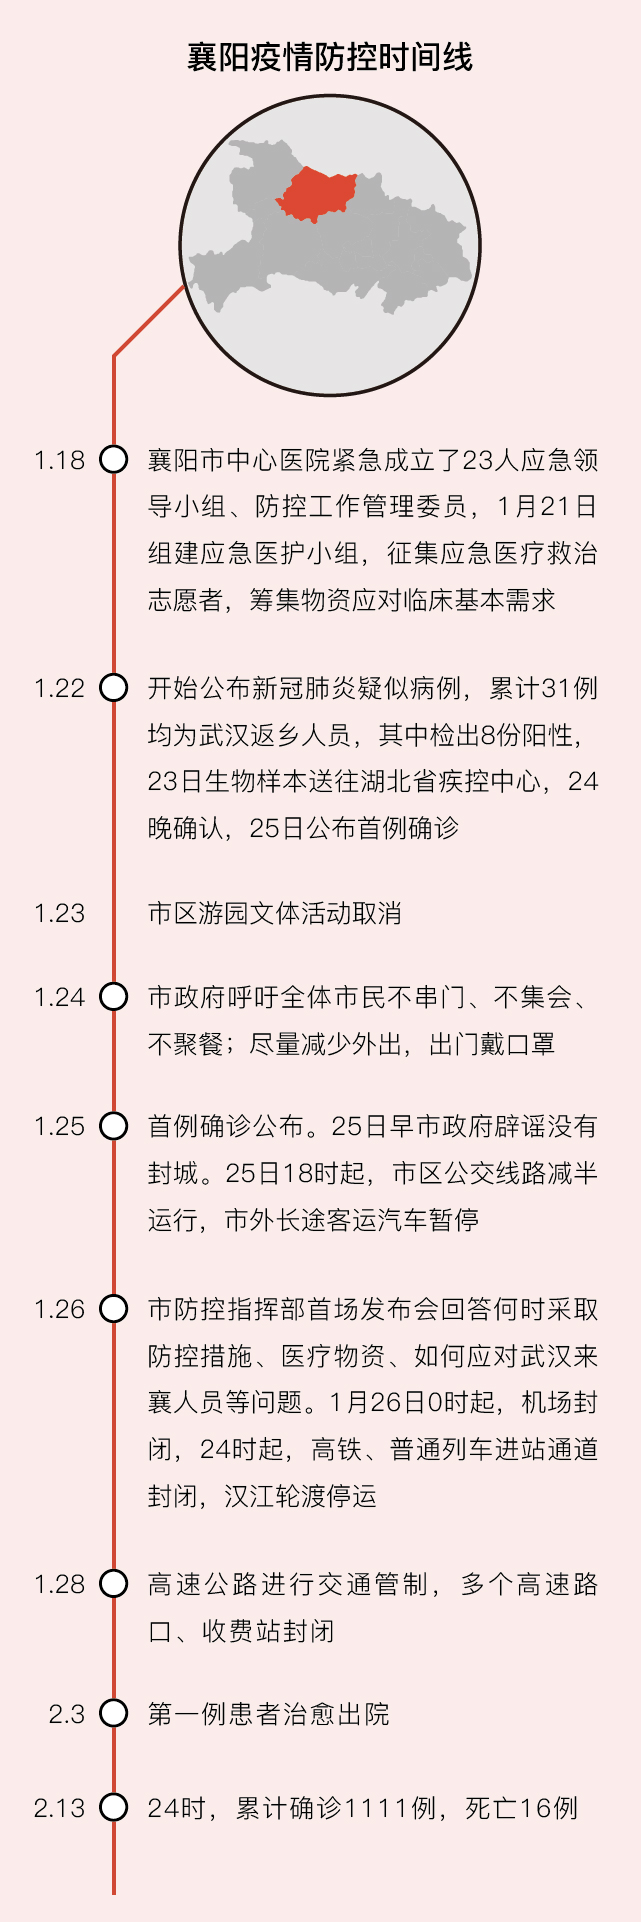 襄阳疫情防控时间线
1.18
襄阳市中心医院紧急成立了23人应急领
导小组、防控工作管理委员，1月21日
组建应急医护小组，征集应急医疗救治
志愿者，筹集物资应对临床基本需求
1.22
开始公布新冠肺炎疑似病例，累计31例
均为武汉返乡人员，其中检出8份阳性，
23日生物样本送往湖北省疾控中心，24
晚确认，25日公布首例确诊
1.23
市区游园文体活动取消
1.24
市政府呼吁全体市民不串门、不集会、
不聚餐；尽量减少外出，出门戴口罩
1.25
首例确诊公布。25日早市政府辟谣没有
封城。25日18时起，市区公交线路减半
运行，市外长途客运汽车暂停
1.26
市防控指挥部首场发布会回答何时采取
防控措施、医疗物资、如何应对武汉来
襄人员等问题。1月26日0时起，机场封
闭，24时起，高铁、普通列车进站通道
封闭，汉江轮渡停运
1.28
高速公路进行交通管制，多个高速路
口、收费站封闭
2.3
第一例患者治愈出院
2.13
24时，累计确诊1111例，死亡16例